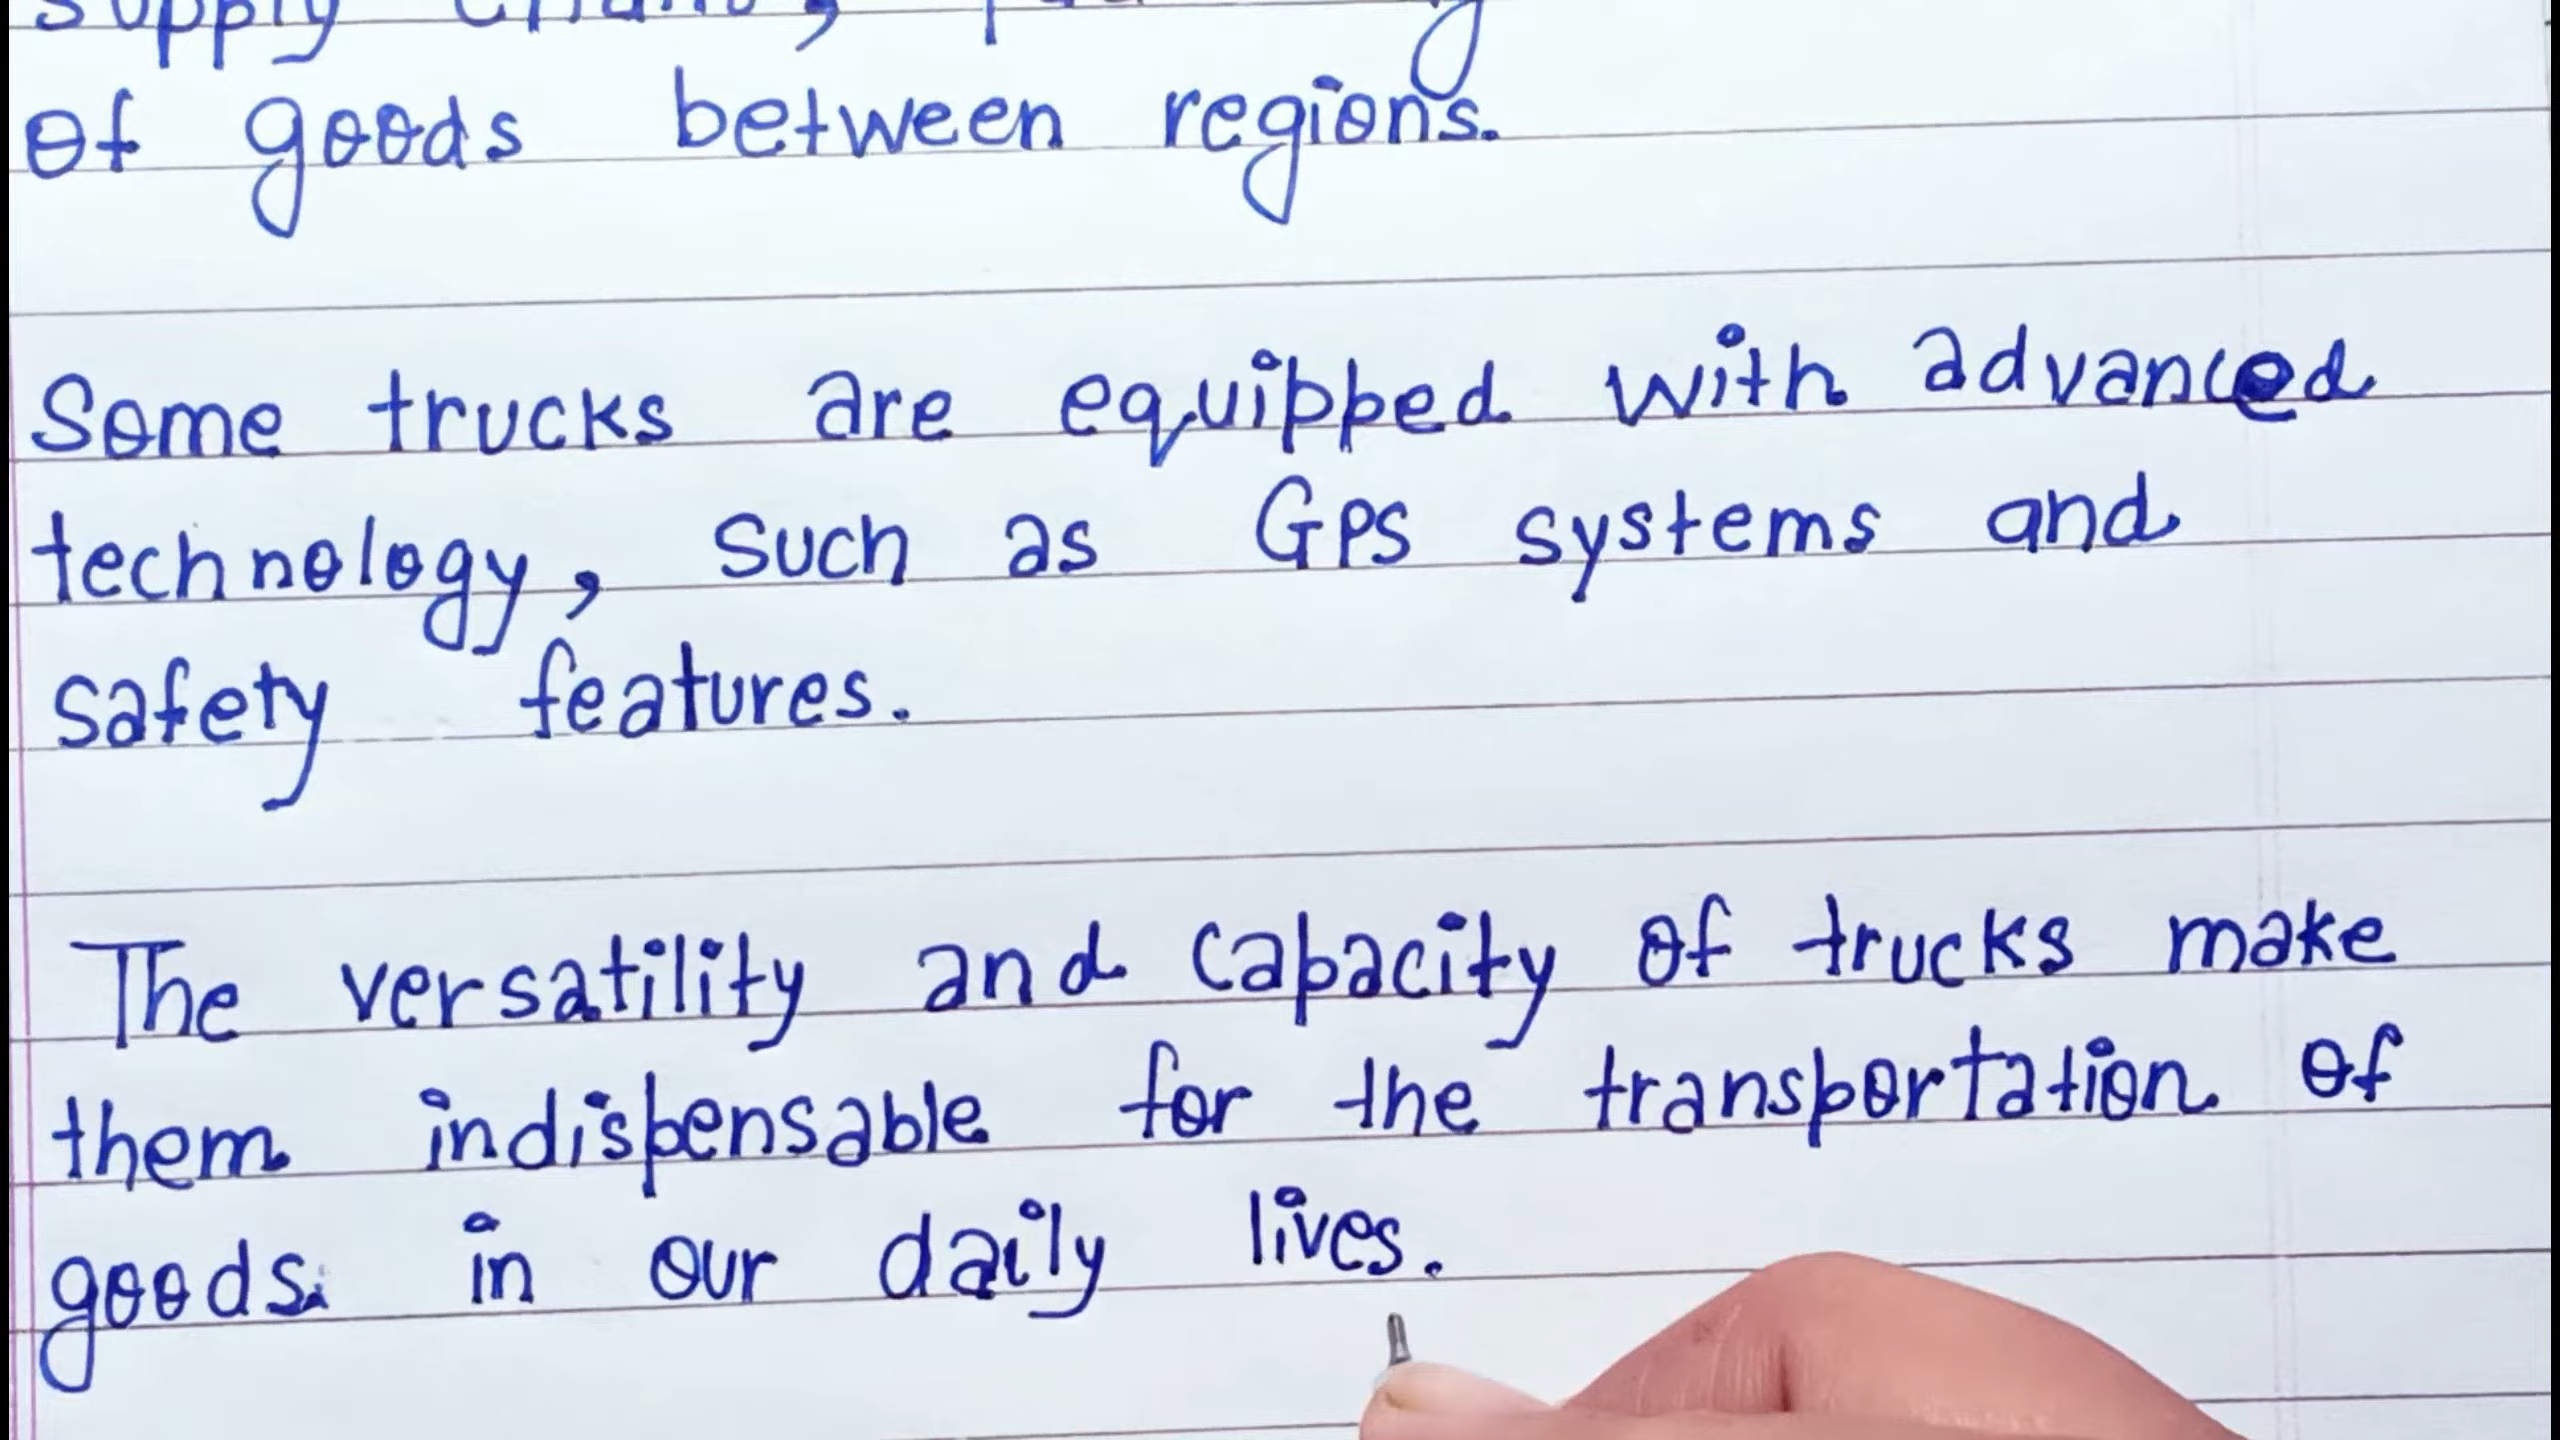 supply
of goods between regions.
Some trucks are equipped with advanced
technology, such as GPS systems and
safety features.
The versatility and capacity of trucks make
them indispensable for the transportation of
goods. in our daily lives.